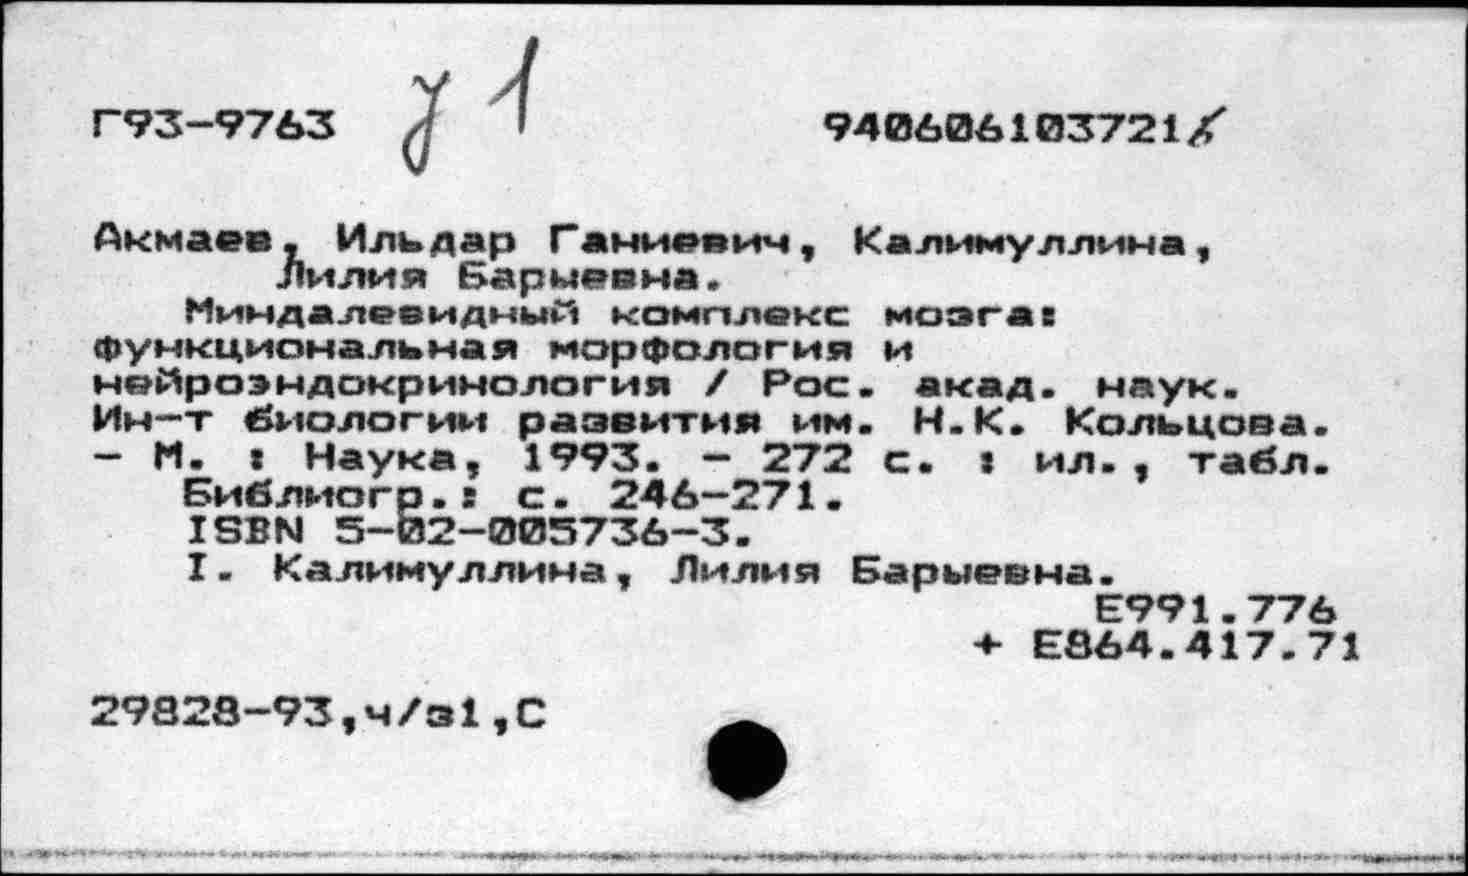 Г93-9763 1 940606103721
Акмаев, Ильдар Ганиевич, Калимуллина,
Лилия Барыевна.
Миндалевидный комплекс мозга:
функциональная морфология и
нейроэндокринология / Рос. акад. наук.
Ин-т биологии развития им. Н.К. Кольцова.
- М. : Наука, 1993. - 272 с. : ил., табл.
Библиогр.: с. 246-271.
ISBN 5-02-005736-3.
I. Калимуллина, Лилия Барыевна.
Е991.776
+ Е864.417.71
29828-93,ч/з1,С